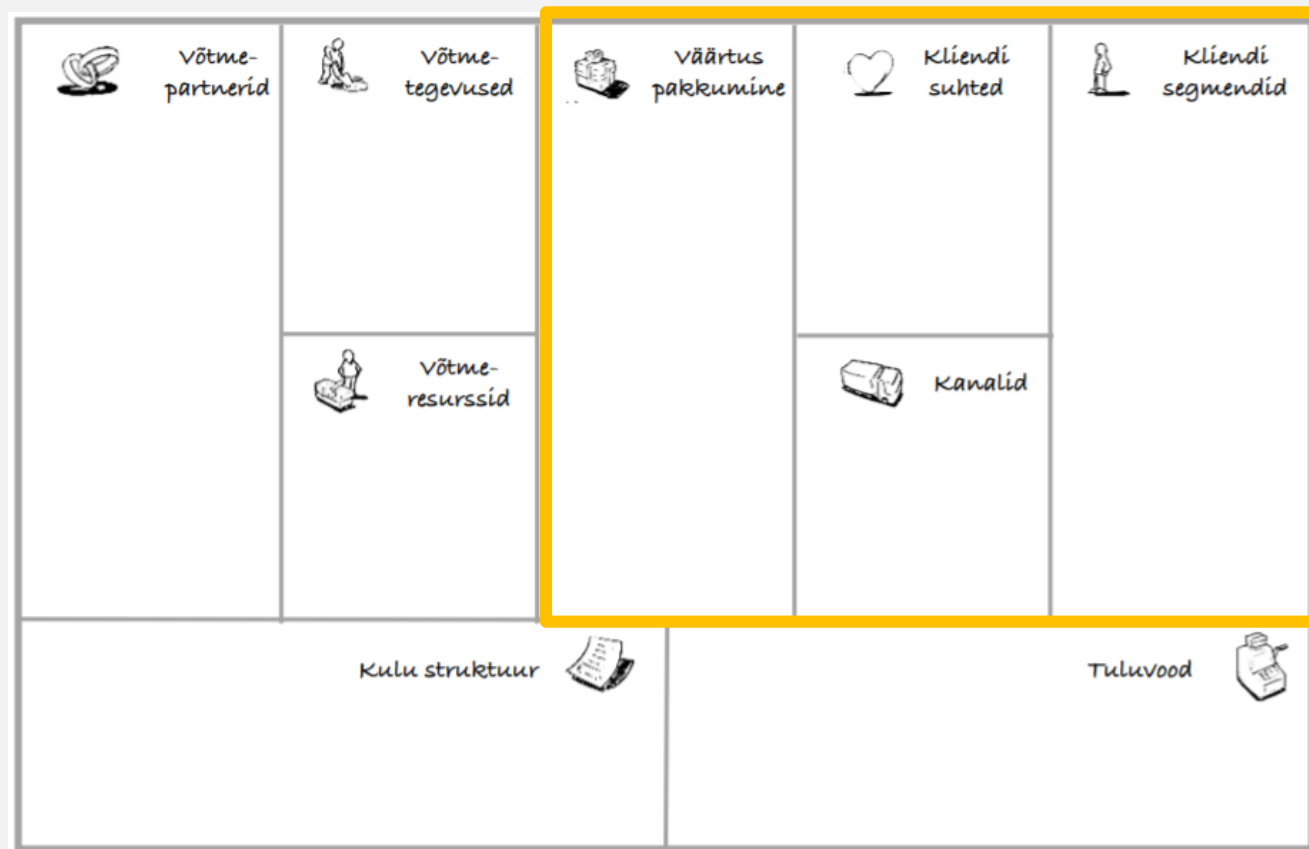 Võtme-
partnerid
Võtme-
tegevused
Väärtus
pakkumine
Kliendi
suhted
Kliendi
segmendid
Võtme-
resurssid
Kanalid
Kulu struktuur
Tuluvood